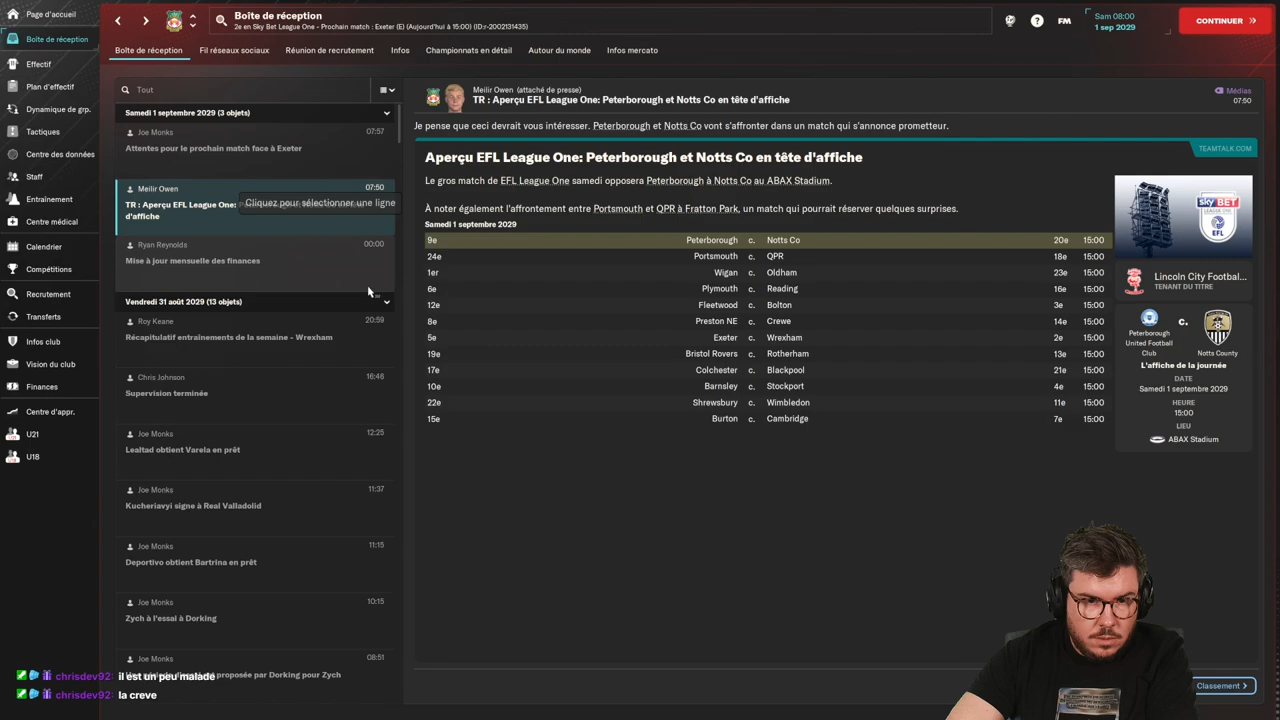 Page d'accueil
Boîte de réception
Effectif
Plan d'effectif
Dynamique de grp.
Tactiques
Centre des données
Staff
Entraînement
Centre médical
Calendrier
Compétitions
Recrutement
Transferts
Infos club
Vision du club
Finances
Centre d'appr.
U21
U18
Boîte de réception
2e en Sky Bet League One - Prochain match : Exeter (E) (Aujourd'hui à 15:00) (ID:r-2002131435)
FM
Sam 08:00
1 sep 2029
CONTINUER
Boîte de réception Fil réseaux sociaux Réunion de recrutement Infos Championnats en détail Autour du monde Infos mercato
Tout
Samedi 1 septembre 2029 (3 objets)
Joe Monks 07:57
Attentes pour le prochain match face à Exeter
Meilir Owen 07:50
TR : Aperçu EFL League One:
d'affiche
Cliquez pour sélectionner une ligne
Ryan Reynolds 00:00
Mise à jour mensuelle des finances
Vendredi 31 août 2029 (13 objets)
Roy Keane 20:59
Récapitulatif entraînements de la semaine - Wrexham
Chris Johnson 16:46
Supervision terminée
Joe Monks 12:25
Lealtad obtient Varela en prêt
Joe Monks 11:37
Kucheriavyi signe à Real Valladolid
Joe Monks 11:15
Deportivo obtient Bartrina en prêt
Joe Monks 10:15
Zych à l'essai à Dorking
Joe Monks 08:51
proposée par Dorking pour Zych
chrisdev92: il est un peu malade
chrisdev92: la creve
Meilir Owen (attaché de presse)
TR : Aperçu EFL League One: Peterborough et Notts Co en tête d'affiche
Médias
07:50
Je pense que ceci devrait vous intéresser. Peterborough et Notts Co vont s'affronter dans un match qui s'annonce prometteur.
TEAMTALK.COM
Aperçu EFL League One: Peterborough et Notts Co en tête d'affiche
Le gros match de EFL League One samedi opposera Peterborough à Notts Co au ABAX Stadium.
À noter également l'affrontement entre Portsmouth et QPR à Fratton Park, un match qui pourrait réserver quelques surprises.
Samedi 1 septembre 2029
9e Peterborough c. Notts Co 20e 15:00
24e Portsmouth c. QPR 18e 15:00
1er Wigan c. Oldham 23e 15:00
6e Plymouth c. Reading 16e 15:00
12e Fleetwood c. Bolton 3e 15:00
8e Preston NE c. Crewe 14e 15:00
5e Exeter c. Wrexham 2e 15:00
19e Bristol Rovers c. Rotherham 13e 15:00
17e Colchester c. Blackpool 21e 15:00
10e Barnsley c. Stockport 4e 15:00
22e Shrewsbury c. Wimbledon 11e 15:00
15e Burton c. Cambridge 7e 15:00
sky BET
LEAGUE ONE
EFL
Lincoln City Footbal...
TENANT DU TITRE
Peterborough
United Football
Club
c.
Notts County
L'affiche de la journée
DATE
Samedi 1 septembre 2029
HEURE
15:00
LIEU
ABAX Stadium
Classement